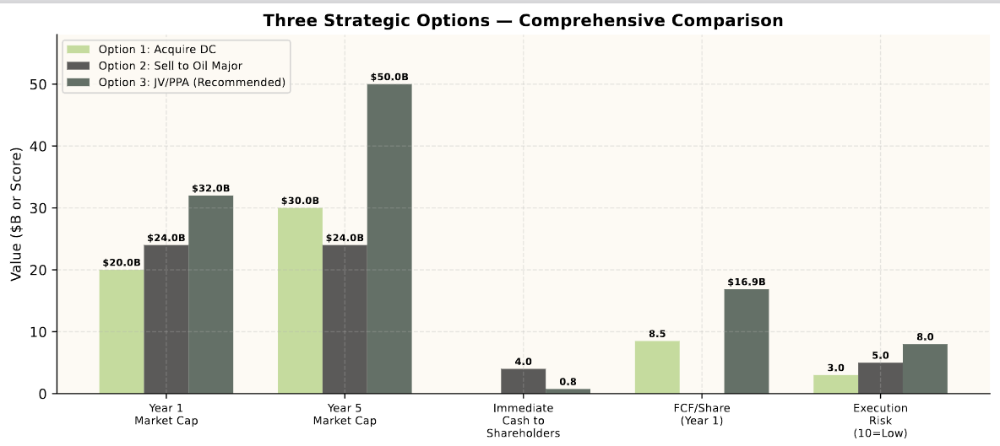 Three Strategic Options — Comprehensive Comparison
Option 1: Acquire DC
Option 2: Sell to Oil Major
Option 3: JV/PPA (Recommended)
Value ($B or Score)
50
40
30
20
10
0
$20.0B
$24.0B
$32.0B
$30.0B
$24.0B
$50.0B
4.0
0.8
8.5
$16.9B
3.0
5.0
8.0
Year 1
Market Cap
Year 5
Market Cap
Immediate
Cash to
Shareholders
FCF/Share
(Year 1)
Execution
Risk
(10=Low)